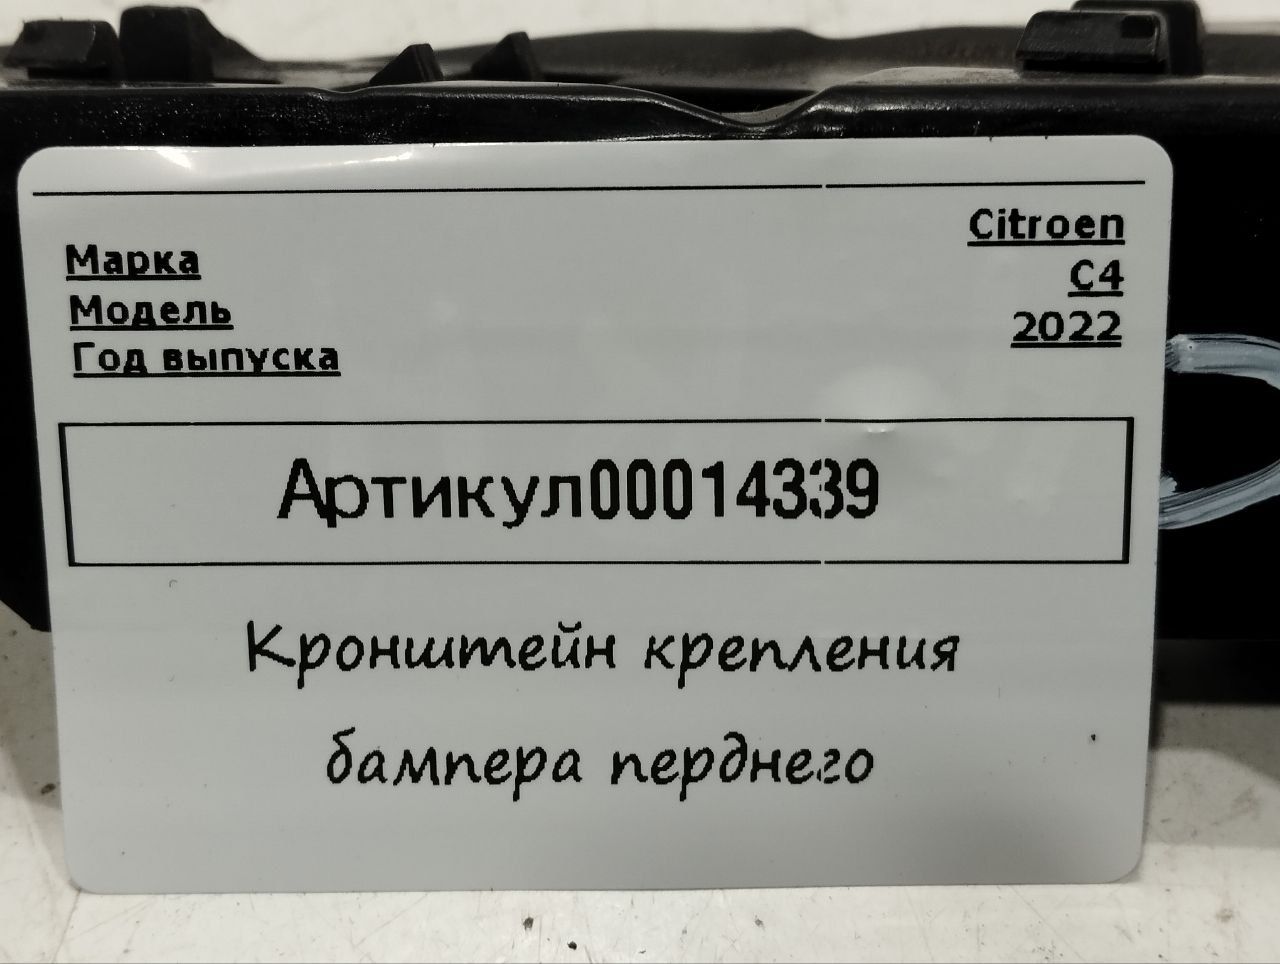 Марка Citroen
Модель C4
Год выпуска 2022
Артикул00014339
Кронштейн крепления
бампера перднего